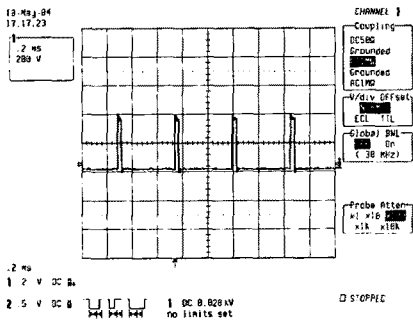 18-May-04
17.17.23
1
.2 ms
200 V
CHANNEL 1
Coupling
DC50Ω
Grounded
Grounded
AC1MΩ
V/div Offset
ECL TTL
Global BWL
On
( 30 MHz)
Probe Atten
x1 x10
x1k x10k
.2 ms
1 2 V DC
2 .5 V DC
1 DC 0.028 kV
no limits set
STOPPED